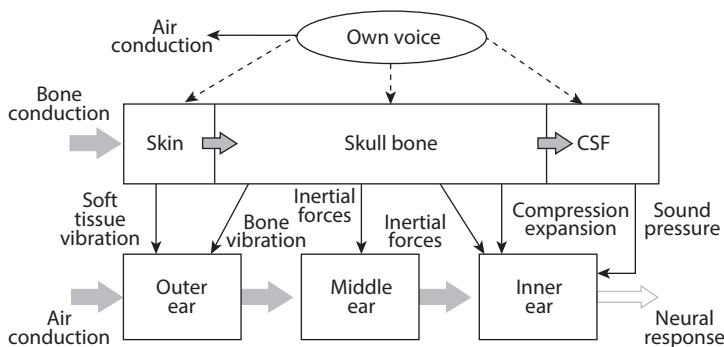 Air
conduction
Own voice
Bone
conduction
Skin
Skull bone
CSF
Soft
tissue
vibration
Bone
vibration
Inertial
forces
Inertial
forces
Compression
expansion
Sound
pressure
Outer
ear
Middle
ear
Inner
ear
Air
conduction
Neural
response